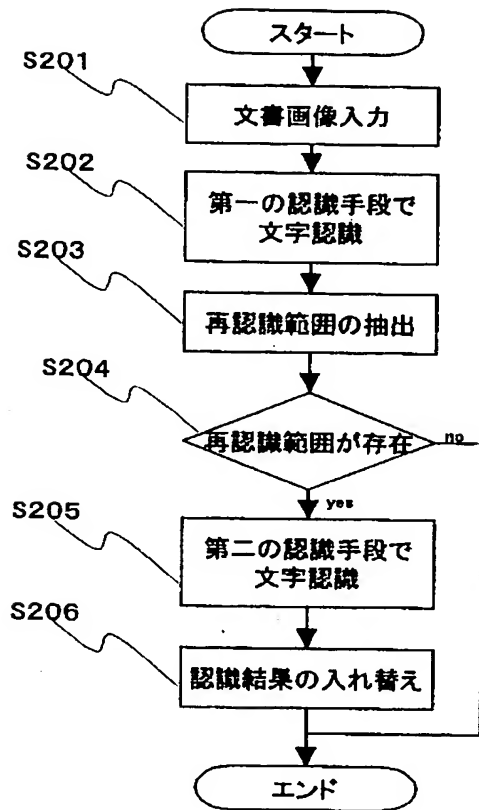 スタート
S201
文書画像入力
S202
第一の認識手段で
文字認識
S203
再認識範囲の抽出
S204
再認識範囲が存在
no
yes
S205
第二の認識手段で
文字認識
S206
認識結果の入れ替え
エンド